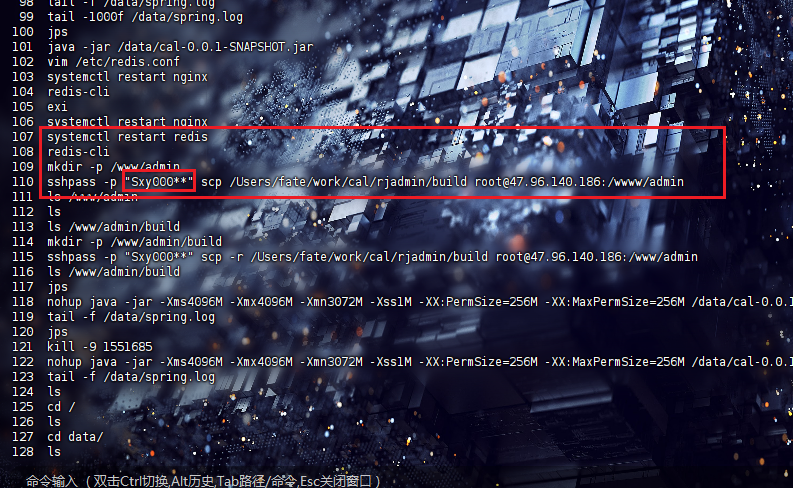 98 tail -f /data/spring.log
99 tail -1000f /data/spring.log
100 jps
101 java -jar /data/cal-0.0.1-SNAPSHOT.jar
102 vim /etc/redis.conf
103 systemctl restart nginx
104 redis-cli
105 exi
106 systemctl restart nginx
107 systemctl restart redis
108 redis-cli
109 mkdir -p /www/admin
110 sshpass -p "Sxy000**" scp /Users/fate/work/cal/rjadmin/build root@47.96.140.186:/wwww/admin
111 ls /www/admin
112 ls
113 ls /www/admin/build
114 mkdir -p /www/admin/build
115 sshpass -p "Sxy000**" scp -r /Users/fate/work/cal/rjadmin/build root@47.96.140.186:/www/admin
116 ls /www/admin/build
117 jps
118 nohup java -jar -Xms4096M -Xmx4096M -Xmn3072M -Xss1M -XX:PermSize=256M -XX:MaxPermSize=256M /data/cal-0.0.1
119 tail -f /data/spring.log
120 jps
121 kill -9 1551685
122 nohup java -jar -Xms4096M -Xmx4096M -Xmn3072M -Xss1M -XX:PermSize=256M -XX:MaxPermSize=256M /data/cal-0.0.1
123 tail -f /data/spring.log
124 ls
125 cd /
126 ls
127 cd data/
128 ls
命令输入 （双击Ctrl切换,Alt历史,Tab路径/命令,Esc关闭窗口）